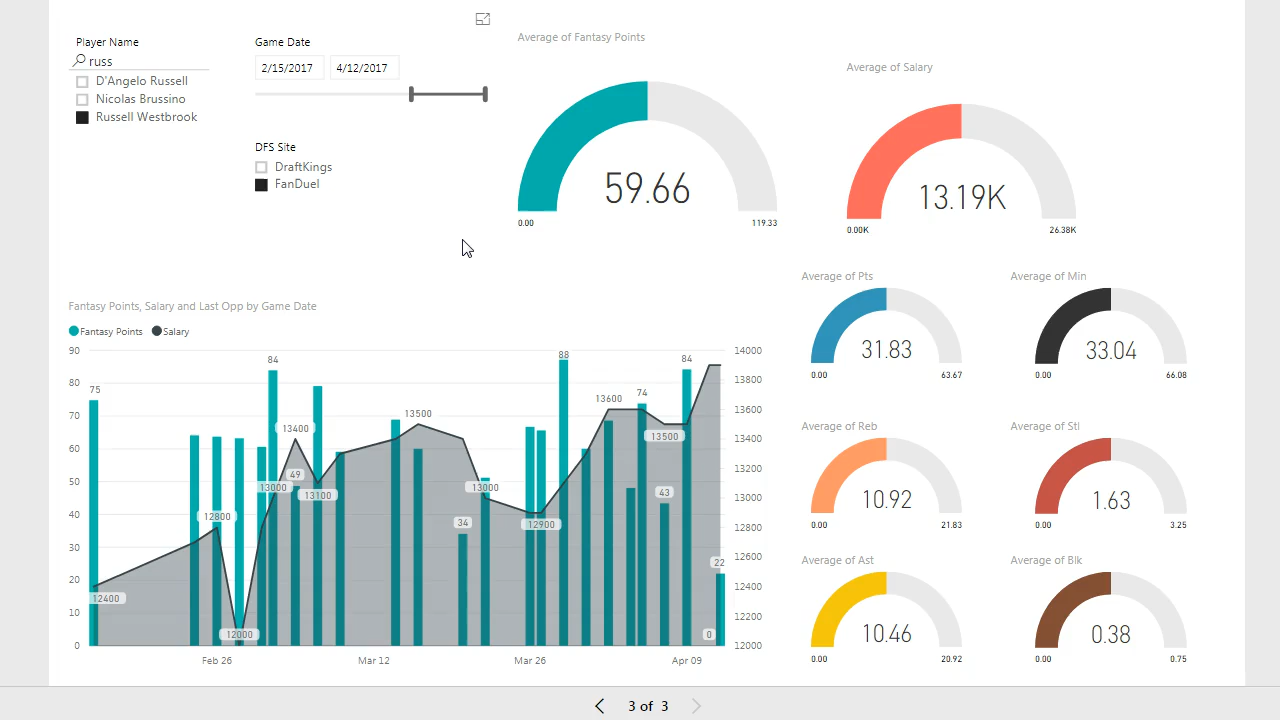 Player Name
russ
D'Angelo Russell
Nicolas Brussino
Russell Westbrook
Game Date
2/15/2017 4/12/2017
DFS Site
DraftKings
FanDuel
Average of Fantasy Points
59.66
0.00 119.33
Average of Salary
13.19K
0.00K 26.38K
Fantasy Points, Salary and Last Opp by Game Date
Fantasy Points Salary
90
80
70
60
50
40
30
20
10
0
75
84
49
34
88
74
43
84
22
0
12400
12800
12000
13000
13400
13100
13500
13000
12900
13600
13500
14000
13800
13600
13400
13200
13000
12800
12600
12400
12200
12000
Feb 26 Mar 12 Mar 26 Apr 09
Average of Pts
31.83
0.00 63.67
Average of Min
33.04
0.00 66.08
Average of Reb
10.92
0.00 21.83
Average of Stl
1.63
0.00 3.25
Average of Ast
10.46
0.00 20.92
Average of Blk
0.38
0.00 0.75
3 of 3